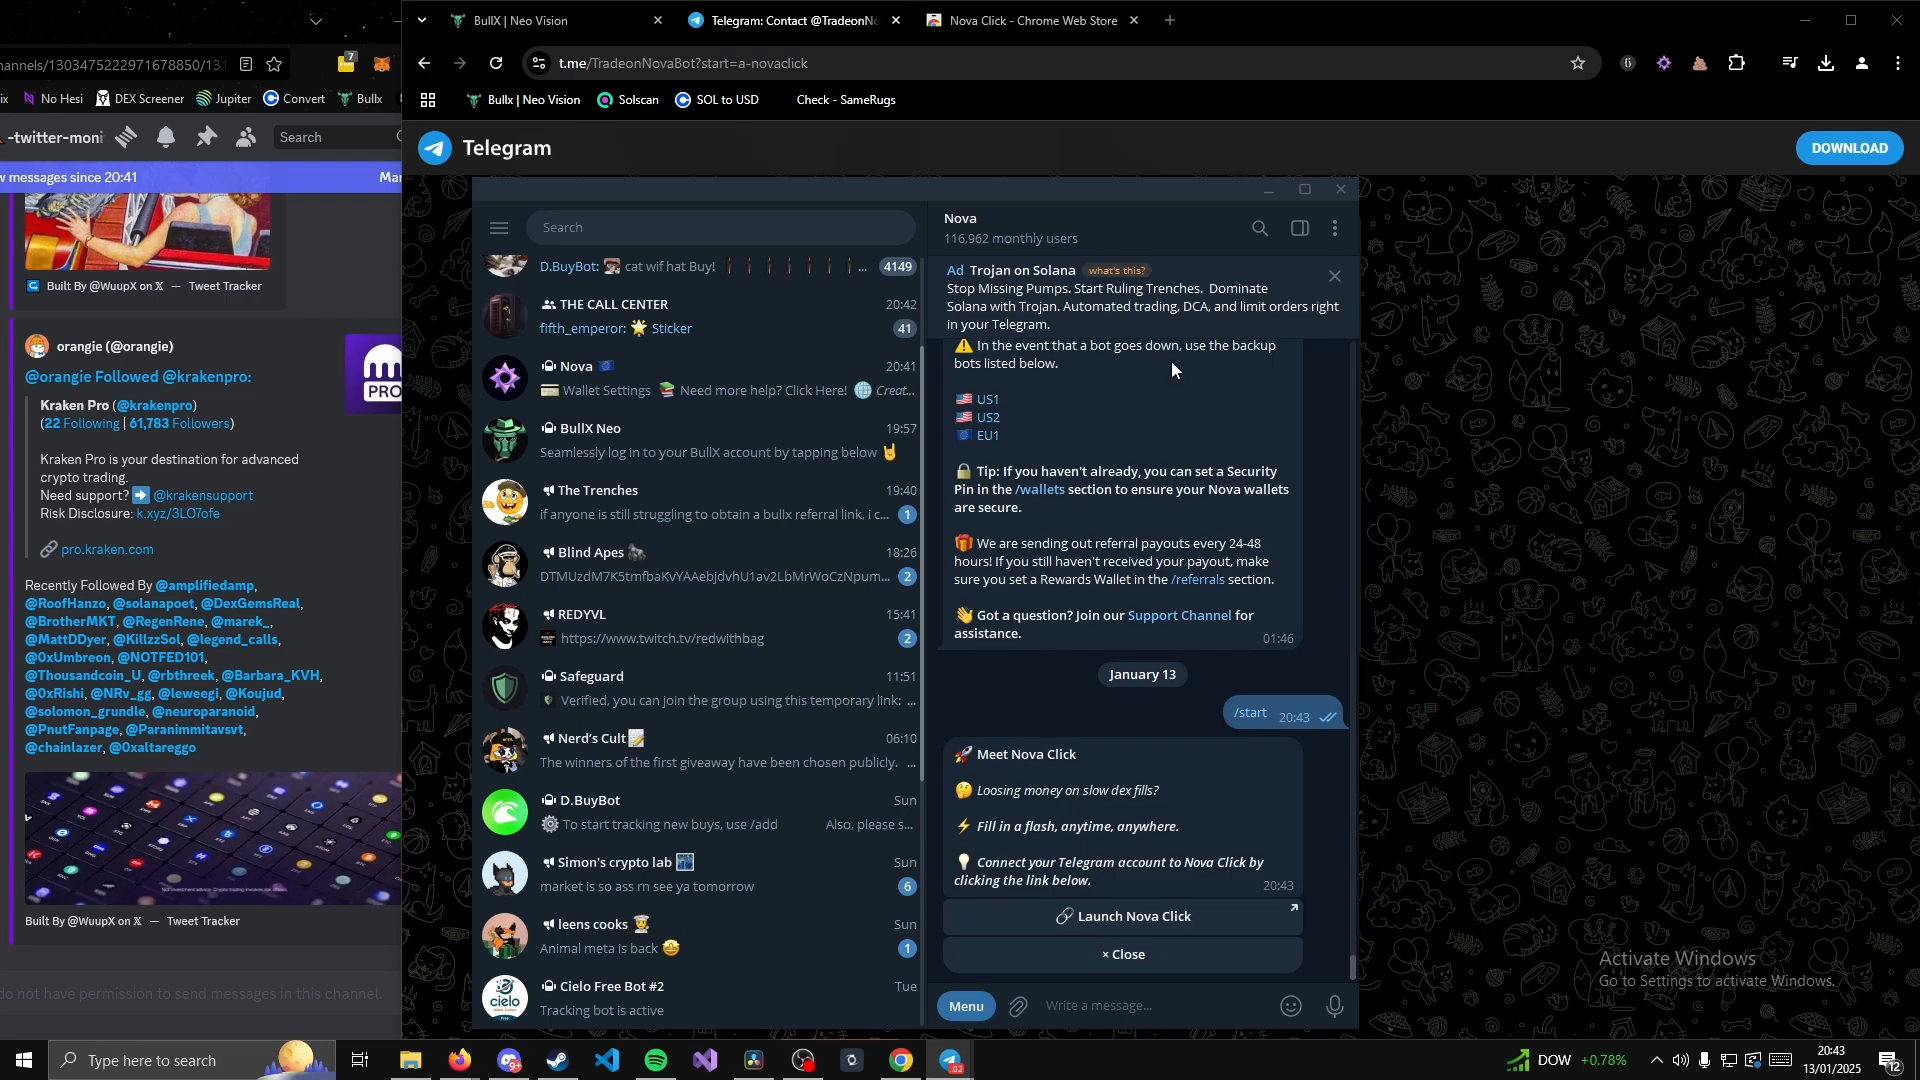 BullX | Neo Vision
Telegram: Contact @TradeonNo
Nova Click - Chrome Web Store
annels/1303475222971678850/131
7
t.me/TradeonNovaBot?start=a-novaclick
ix
No Hesi
DEX Screener
Jupiter
Convert
Bullx
Bullx | Neo Vision
Solscan
SOL to USD
Check - SameRugs
-twitter-moni
Search
Telegram
DOWNLOAD
w messages since 20:41
Mar
Built By @WuupX on 𝕏 — Tweet Tracker
orangie (@orangie)
@orangie Followed @krakenpro:
Kraken Pro (@krakenpro)
(22 Following | 61,783 Followers)
Kraken Pro is your destination for advanced
crypto trading.
Need support? ➡ @krakensupport
Risk Disclosure: k.xyz/3LO7ofe
pro.kraken.com
PRO
Recently Followed By @amplifiedamp,
@RoofHanzo, @solanapoet, @DexGemsReal,
@BrotherMKT, @RegenRene, @marek_,
@MattDDyer, @KillzzSol, @legend_calls,
@0xUmbreon, @NOTFED101,
@Thousandcoin_U, @rbthreek, @Barbara_KVH,
@0xRishi, @NRv_gg, @leweegi, @Koujud,
@solomon_grundle, @neuroparanoid,
@PnutFanpage, @Paranimmitavsvt,
@chainlazer, @0xaltareggo
Built By @WuupX on 𝕏 — Tweet Tracker
do not have permission to send messages in this channel.
Search
D.BuyBot: cat wif hat Buy! ... 4149
THE CALL CENTER 20:42
fifth_emperor: 🌟 Sticker 41
Nova 🇪🇺 20:41
💳 Wallet Settings 📚 Need more help? Click Here! 🌐 Creat...
BullX Neo 19:57
Seamlessly log in to your BullX account by tapping below 🤘
The Trenches 19:40
if anyone is still struggling to obtain a bullx referral link, i c... 1
Blind Apes 🦍 18:26
DTMUzdM7K5tmfbaKvYAAebjdvhU1av2LbMrWoCzNpum... 2
REDYVL 15:41
https://www.twitch.tv/redwithbag 2
Safeguard 11:51
Verified, you can join the group using this temporary link: ...
Nerd's Cult📝 06:10
The winners of the first giveaway have been chosen publicly. ...
D.BuyBot Sun
⚙ To start tracking new buys, use /add Also, please s...
Simon's crypto lab Sun
market is so ass rn see ya tomorrow 6
leens cooks Sun
Animal meta is back 🤩 1
cielo
Cielo Free Bot #2 Tue
Tracking bot is active
Nova
116,962 monthly users
Ad Trojan on Solana what's this?
Stop Missing Pumps. Start Ruling Trenches. Dominate
Solana with Trojan. Automated trading, DCA, and limit orders right
in your Telegram.
⚠ In the event that a bot goes down, use the backup
bots listed below.
🇺🇸 US1
🇺🇸 US2
🇪🇺 EU1
🔒 Tip: If you haven't already, you can set a Security
Pin in the /wallets section to ensure your Nova wallets
are secure.
🎁 We are sending out referral payouts every 24-48
hours! If you still haven't received your payout, make
sure you set a Rewards Wallet in the /referrals section.
👋 Got a question? Join our Support Channel for
assistance. 01:46
January 13
/start 20:43
🚀 Meet Nova Click
🤔 Loosing money on slow dex fills?
⚡ Fill in a flash, anytime, anywhere.
💡 Connect your Telegram account to Nova Click by
clicking the link below. 20:43
🔗 Launch Nova Click
× Close
Menu
Write a message...
Activate Windows
Go to Settings to activate Windows.
Type here to search
DOW +0.78%
20:43
13/01/2025
12